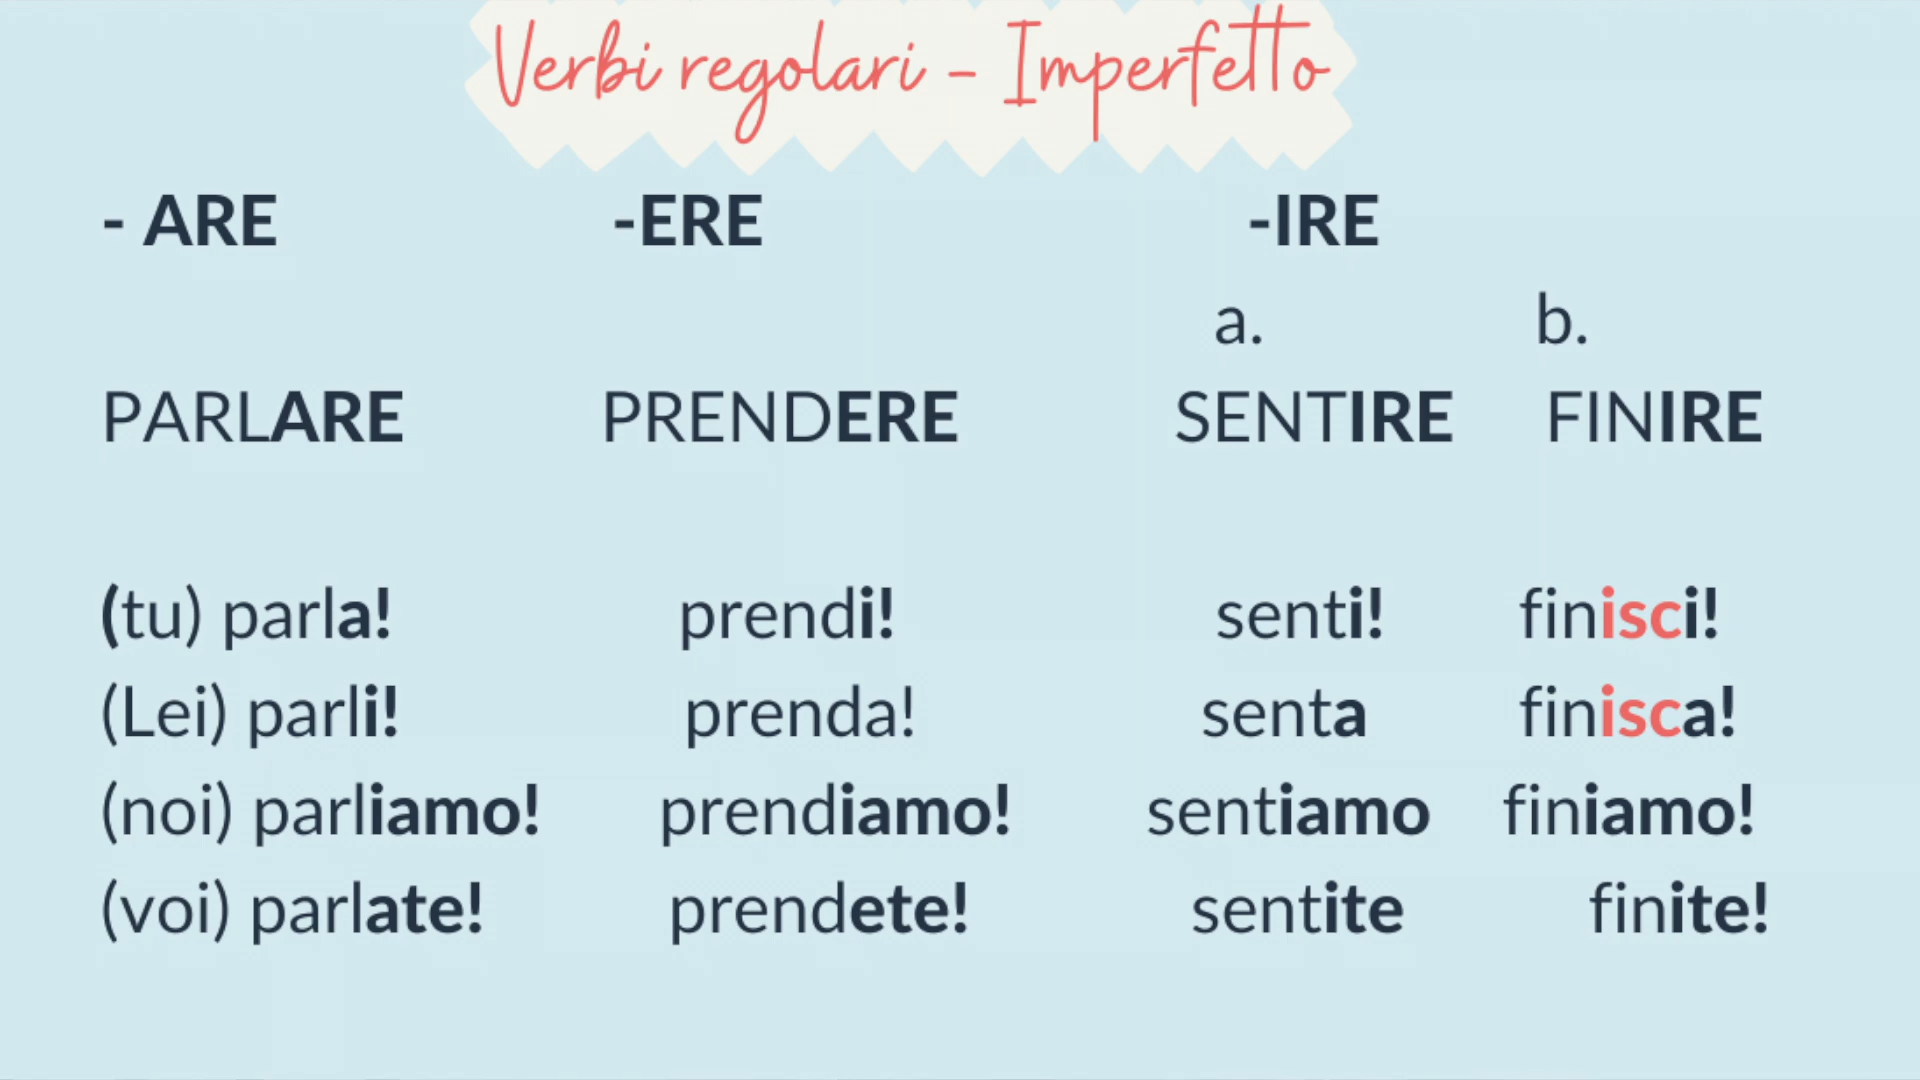 Verbi regolari - Imperfetto
- ARE -ERE -IRE
a. b.
PARLARE PRENDERE SENTIRE FINIRE
(tu) parla! prendi! senti! finisci!
(Lei) parli! prenda! senta finisca!
(noi) parliamo! prendiamo! sentiamo finiamo!
(voi) parlate! prendete! sentite finite!